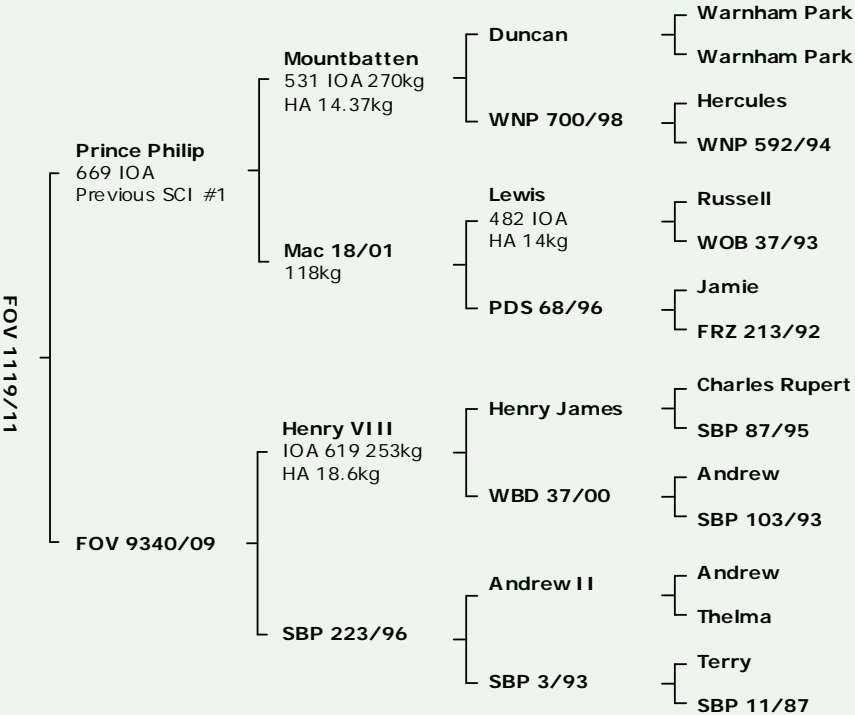 FOV 1119/11
Prince Philip
669 IOA
Previous SCI #1
FOV 9340/09
Mountbatten
531 IOA 270kg
HA 14.37kg
Mac 18/01
118kg
Henry VIII
IOA 619 253kg
HA 18.6kg
SBP 223/96
Duncan
WNP 700/98
Lewis
482 IOA
HA 14kg
PDS 68/96
Henry James
WBD 37/00
Andrew II
SBP 3/93
Warnham Park
Warnham Park
Hercules
WNP 592/94
Russell
WOB 37/93
Jamie
FRZ 213/92
Charles Rupert
SBP 87/95
Andrew
SBP 103/93
Andrew
Thelma
Terry
SBP 11/87